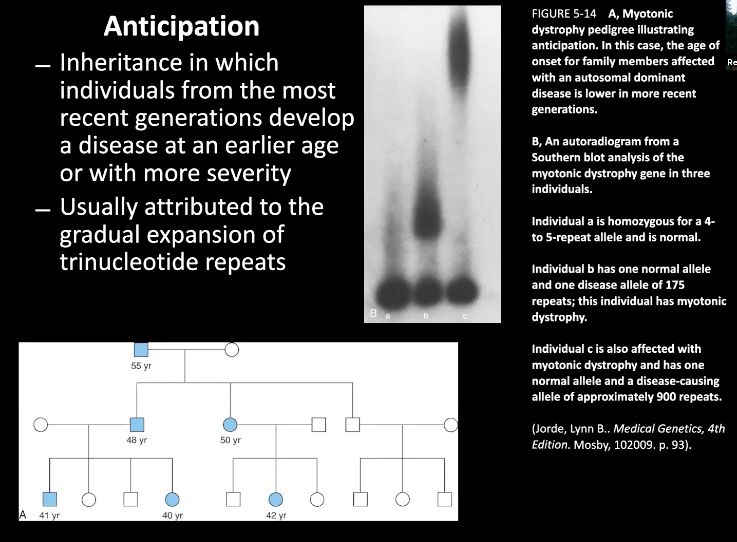 Anticipation
– Inheritance in which
individuals from the most
recent generations develop
a disease at an earlier age
or with more severity
– Usually attributed to the
gradual expansion of
trinucleotide repeats
B a b c
55 yr
48 yr 50 yr
A 41 yr 40 yr 42 yr
FIGURE 5-14 A, Myotonic
dystrophy pedigree illustrating
anticipation. In this case, the age of
onset for family members affected
with an autosomal dominant
disease is lower in more recent
generations.
B, An autoradiogram from a
Southern blot analysis of the
myotonic dystrophy gene in three
individuals.
Individual a is homozygous for a 4-
to 5-repeat allele and is normal.
Individual b has one normal allele
and one disease allele of 175
repeats; this individual has myotonic
dystrophy.
Individual c is also affected with
myotonic dystrophy and has one
normal allele and a disease-causing
allele of approximately 900 repeats.
(Jorde, Lynn B.. Medical Genetics, 4th
Edition. Mosby, 102009. p. 93).
Re